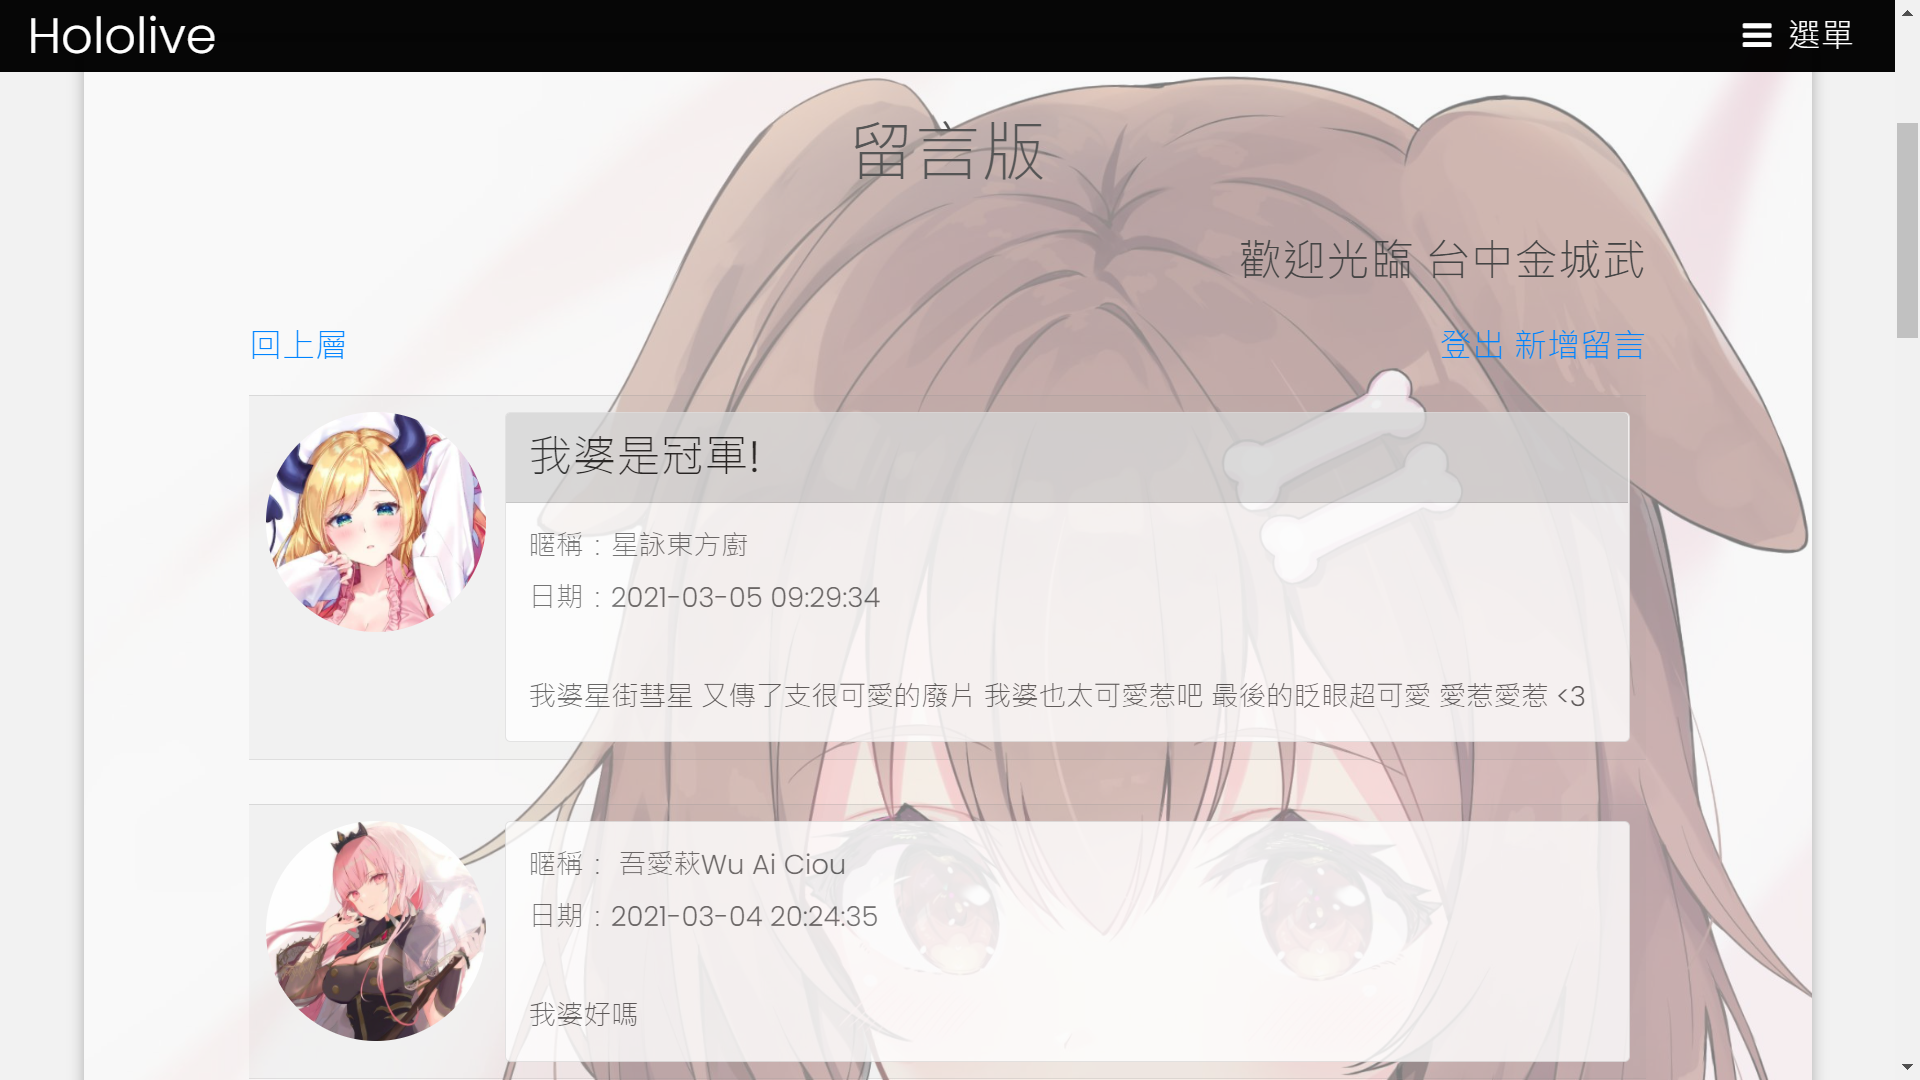 Hololive
選單
留言版
歡迎光臨 台中金城武
回上層
登出 新增留言
我婆是冠軍!
暱稱：星詠東方廚
日期：2021-03-05 09:29:34
我婆星街彗星 又傳了支很可愛的廢片 我婆也太可愛惹吧 最後的眨眼超可愛 愛惹愛惹 <3
暱稱： 吾愛萩Wu Ai Ciou
日期：2021-03-04 20:24:35
我婆好嗎